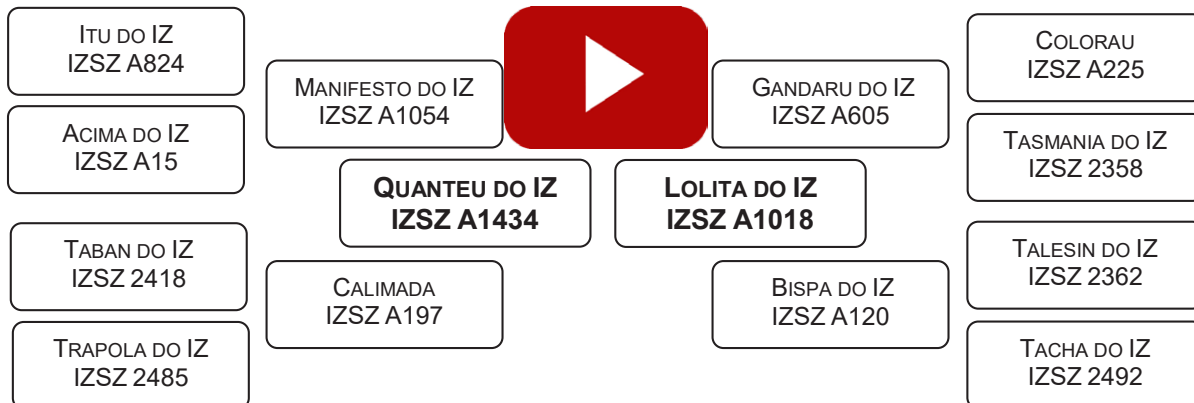 ITU DO IZ
IZSZ A824
ACIMA DO IZ
IZSZ A15
TABAN DO IZ
IZSZ 2418
TRAPOLA DO IZ
IZSZ 2485
MANIFESTO DO IZ
IZSZ A1054
CALIMADA
IZSZ A197
QUANTEU DO IZ
IZSZ A1434
LOLITA DO IZ
IZSZ A1018
GANDARU DO IZ
IZSZ A605
BISPA DO IZ
IZSZ A120
COLORAU
IZSZ A225
TASMANIA DO IZ
IZSZ 2358
TALESIN DO IZ
IZSZ 2362
TACHA DO IZ
IZSZ 2492